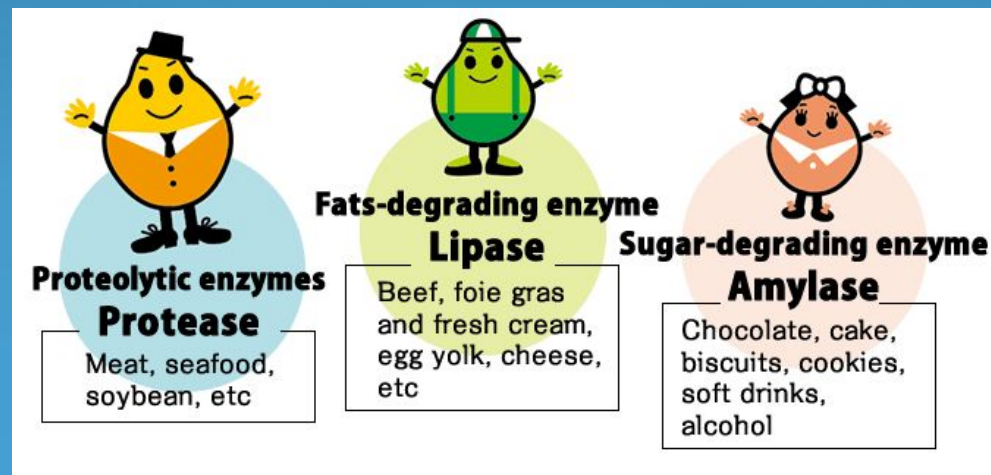 Proteolytic enzymes
Protease
Meat, seafood,
soybean, etc
Fats-degrading enzyme
Lipase
Beef, foie gras
and fresh cream,
egg yolk, cheese,
etc
Sugar-degrading enzyme
Amylase
Chocolate, cake,
biscuits, cookies,
soft drinks,
alcohol